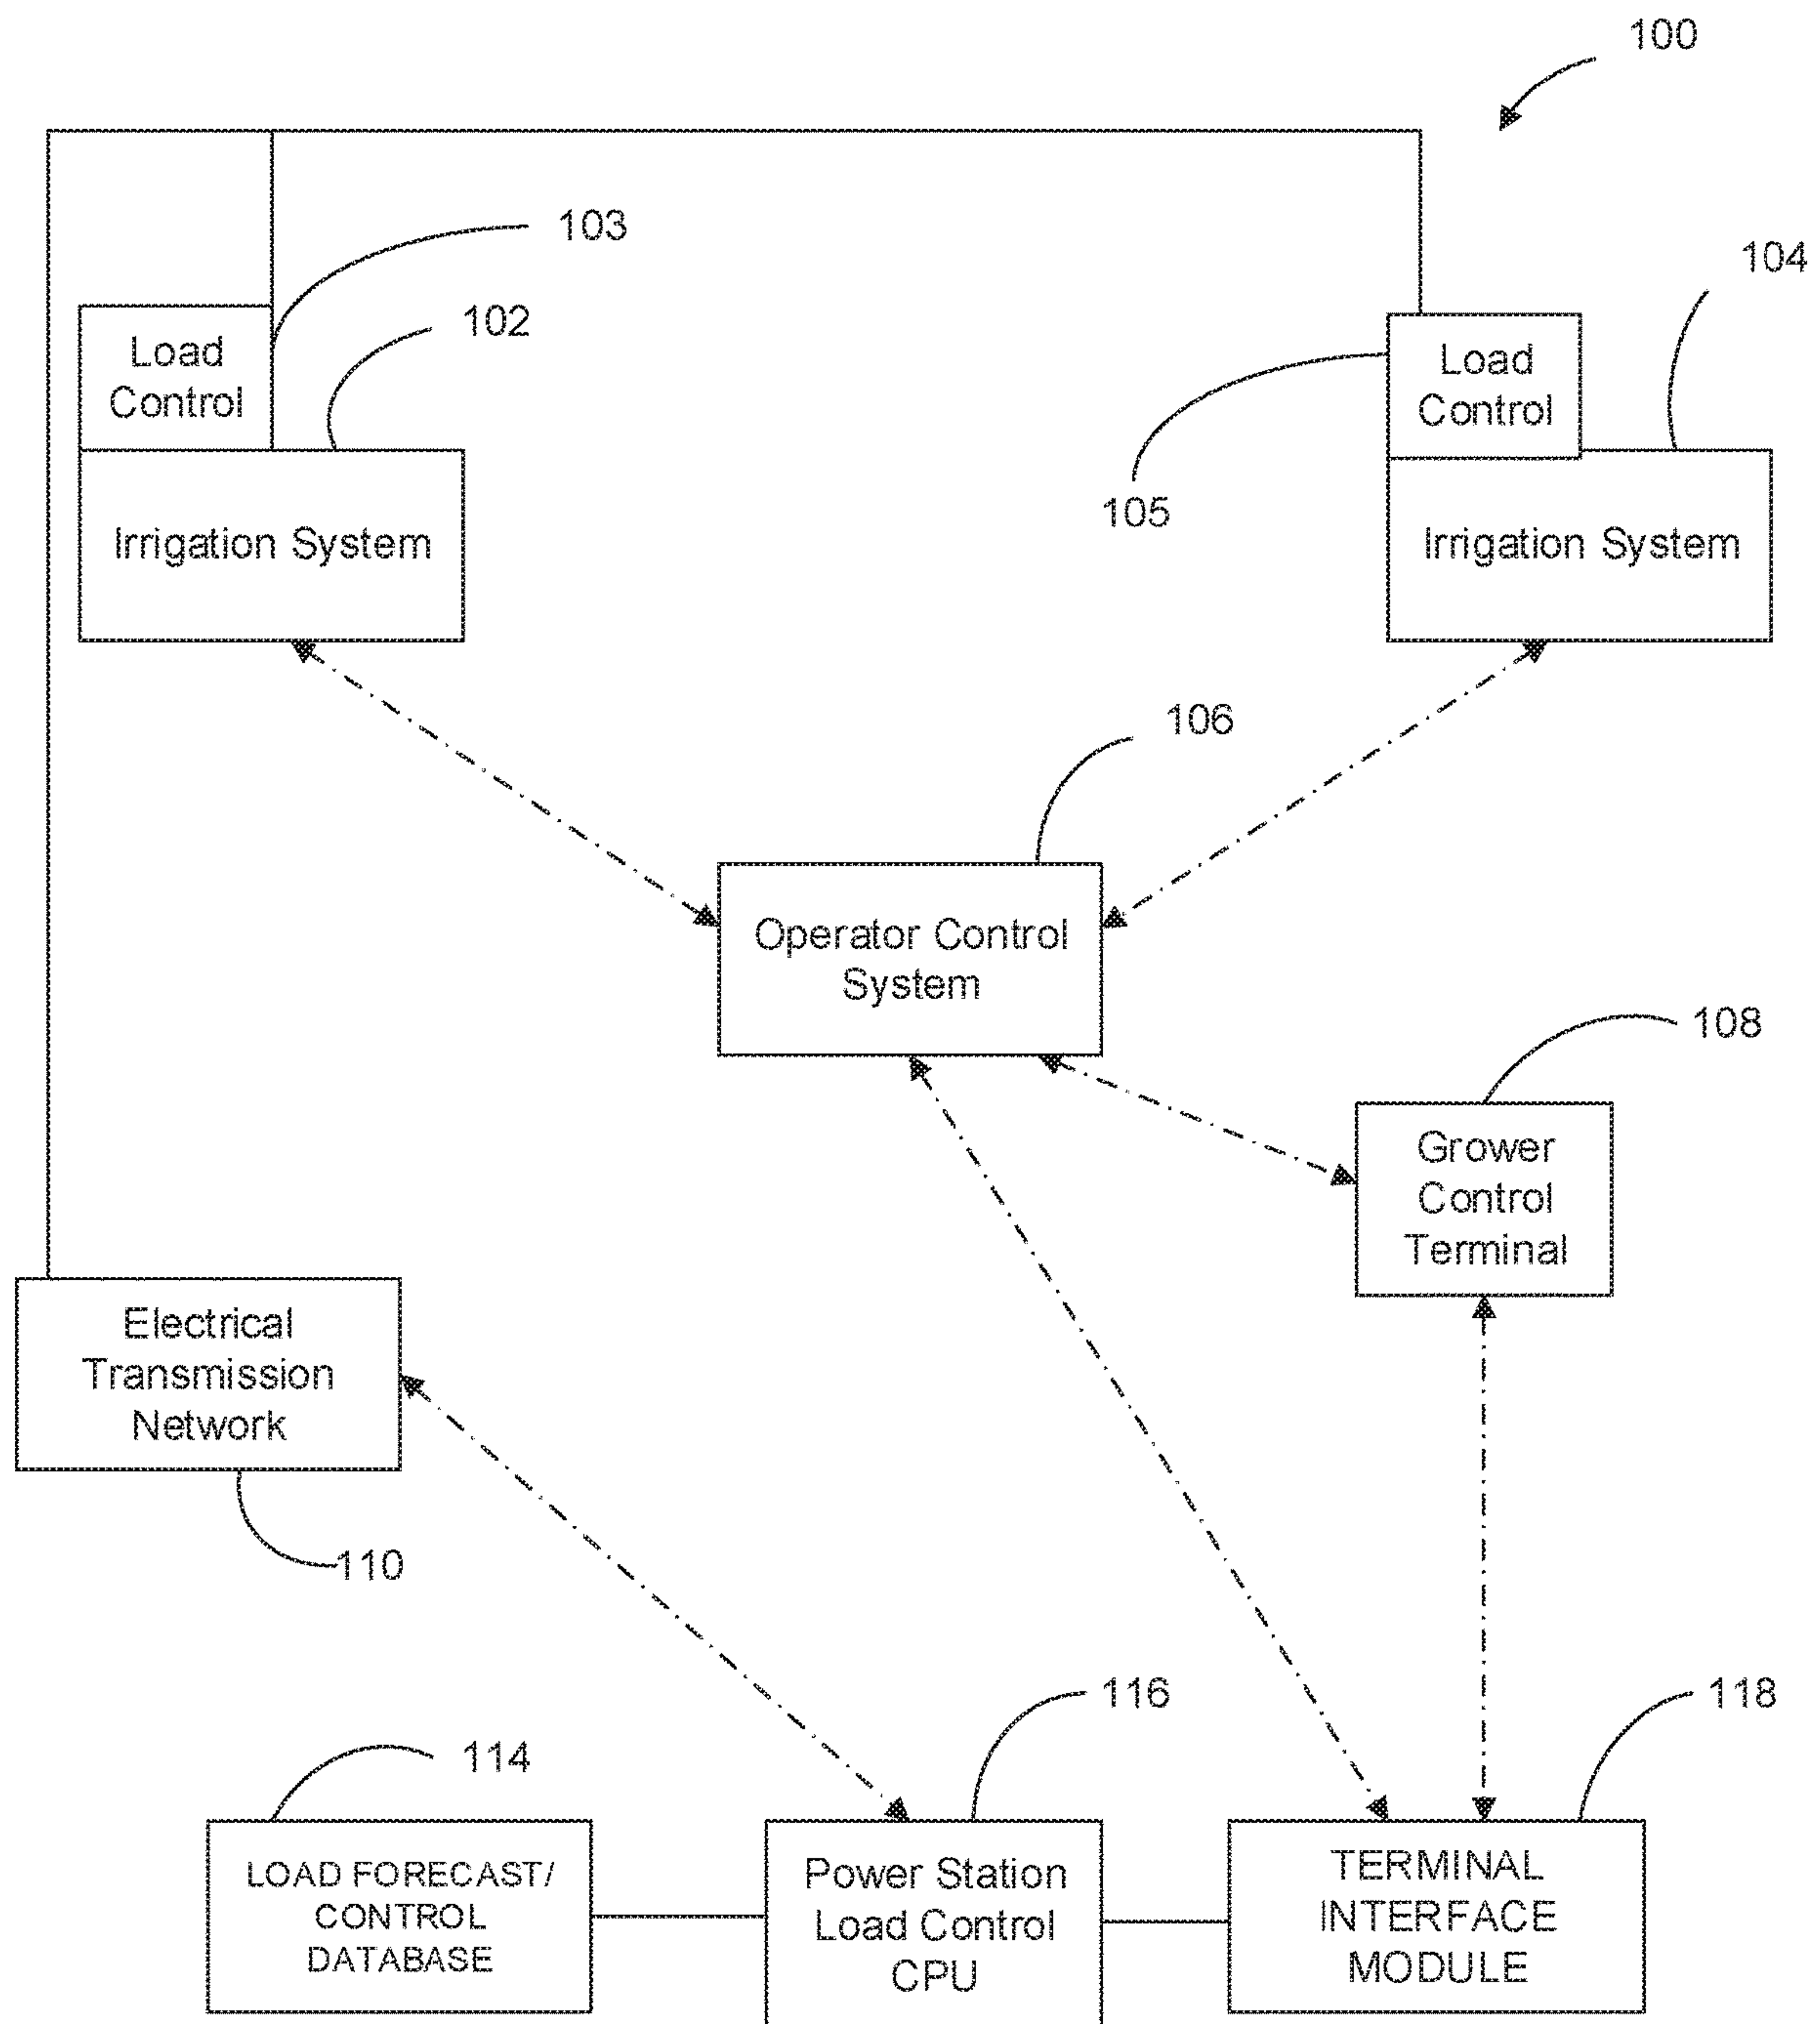 100
103
104
102
Load
Control
Load
Control
105
Irrigation System
Irrigation System
106
Operator Control
System
108
Grower
Control
Terminal
Electrical
Transmission
Network
110
116
118
114
LOAD FORECAST/
CONTROL
DATABASE
Power Station
Load Control
CPU
TERMINAL
INTERFACE
MODULE